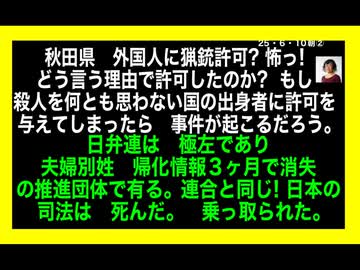 25・6・10朝②
秋田県　外国人に猟銃許可? 怖っ!
どう言う理由で許可したのか? もし
殺人を何とも思わない国の出身者に許可を
与えてしまったら　事件が起こるだろう。
日弁連は　極左であり
夫婦別姓　帰化情報３ヶ月で消失
の推進団体で有る。連合と同じ! 日本の
司法は　死んだ。　乗っ取られた。